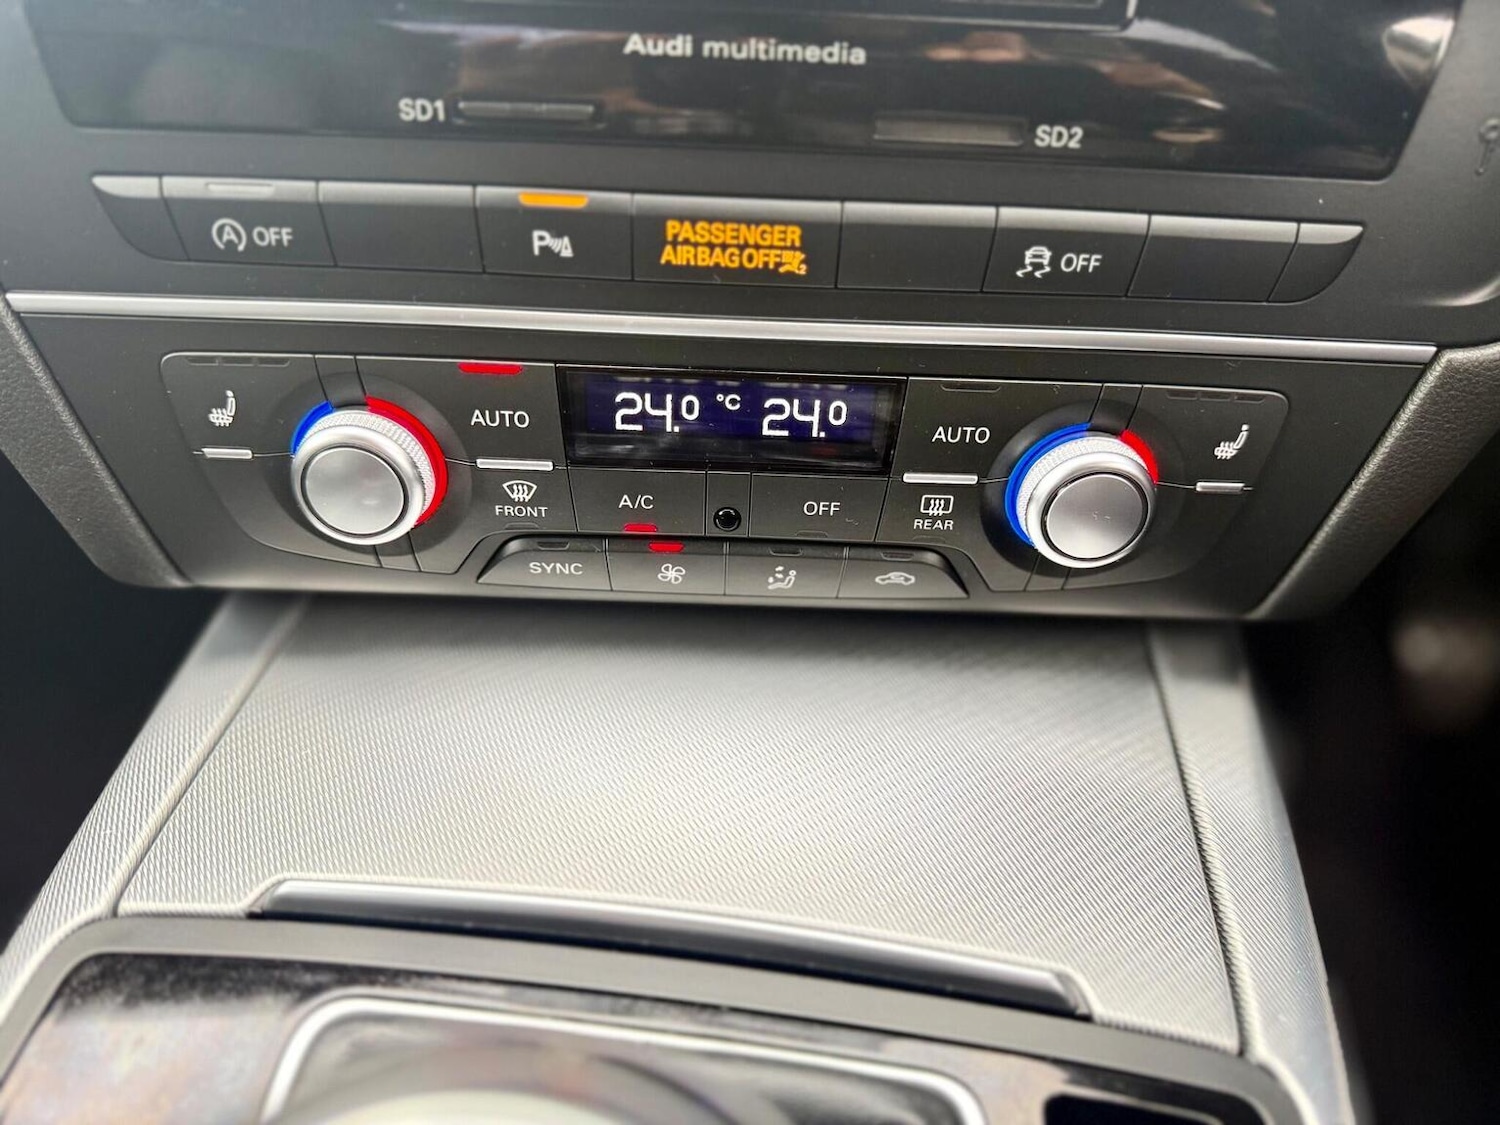 Audi multimedia
SD1
SD2
A OFF
P
PASSENGER
AIRBAG OFF 2
OFF
AUTO
24.0 °C 24.0
AUTO
FRONT
A/C
OFF
REAR
SYNC